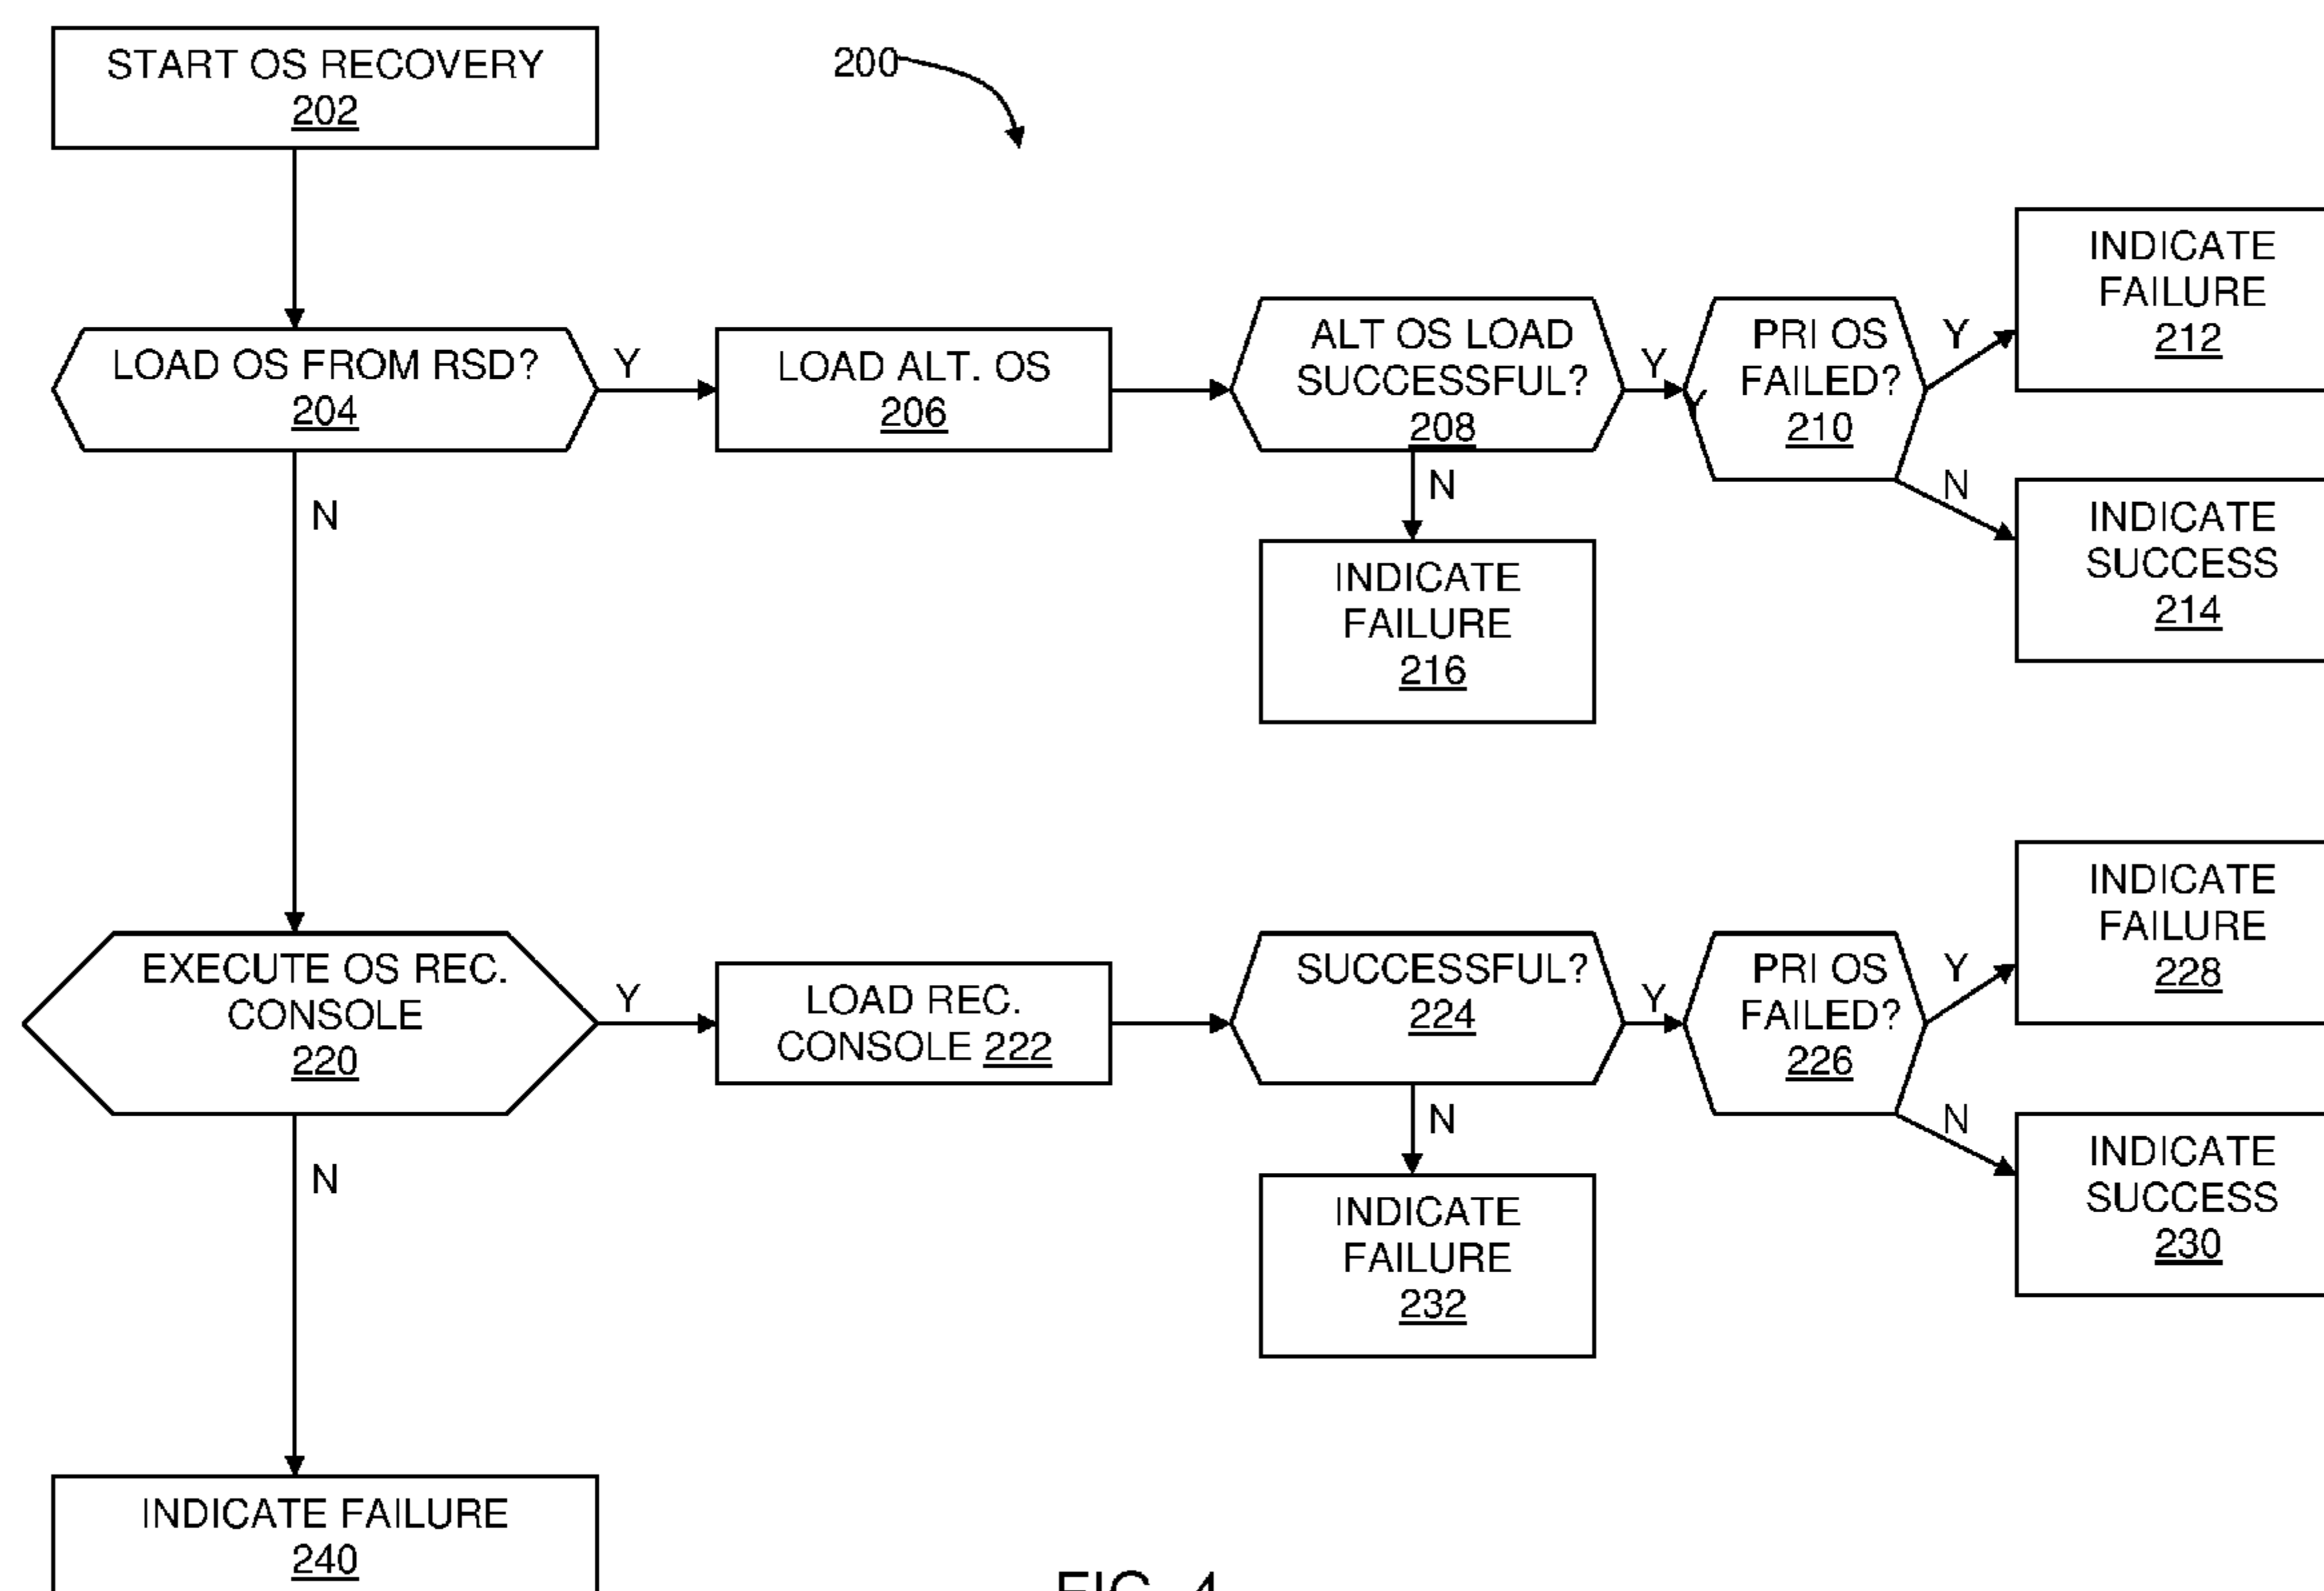 START OS RECOVERY
202
200
LOAD OS FROM RSD?
204
Y
N
LOAD ALT. OS
206
ALT OS LOAD
SUCCESSFUL?
208
Y
N
Y
PRI OS
FAILED?
210
Y
N
INDICATE
FAILURE
212
INDICATE
SUCCESS
214
INDICATE
FAILURE
216
EXECUTE OS REC.
CONSOLE
220
Y
N
LOAD REC.
CONSOLE 222
SUCCESSFUL?
224
Y
N
PRI OS
FAILED?
226
Y
N
INDICATE
FAILURE
228
INDICATE
SUCCESS
230
INDICATE
FAILURE
232
INDICATE FAILURE
240
FIG. 4